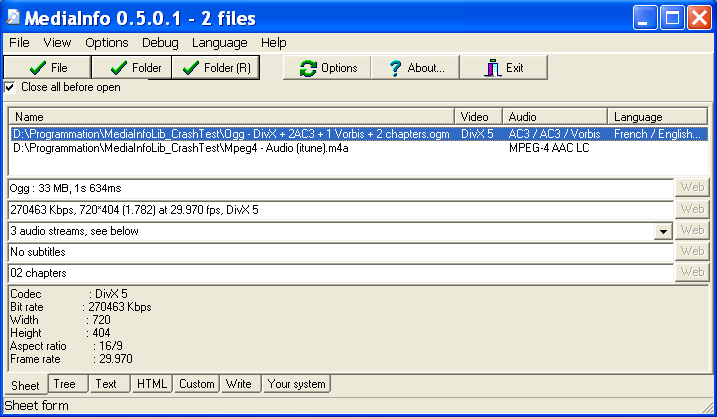 MediaInfo 0.5.0.1 - 2 files
File View Options Debug Language Help
File Folder Folder (R) Options About... Exit
Close all before open
Name Video Audio Language
D:\Programmation\MediaInfoLib_CrashTest\Ogg - DivX + 2AC3 + 1 Vorbis + 2 chapters.ogm DivX 5 AC3 / AC3 / Vorbis French / English...
D:\Programmation\MediaInfoLib_CrashTest\Mpeg4 - Audio (itune).m4a MPEG-4 AAC LC
Ogg : 33 MB, 1s 634ms Web
270463 Kbps, 720*404 (1.782) at 29.970 fps, DivX 5 Web
3 audio streams, see below Web
No subtitles Web
02 chapters Web
Codec : DivX 5
Bit rate : 270463 Kbps
Width : 720
Height : 404
Aspect ratio : 16/9
Frame rate : 29.970
Sheet Tree Text HTML Custom Write Your system
Sheet form